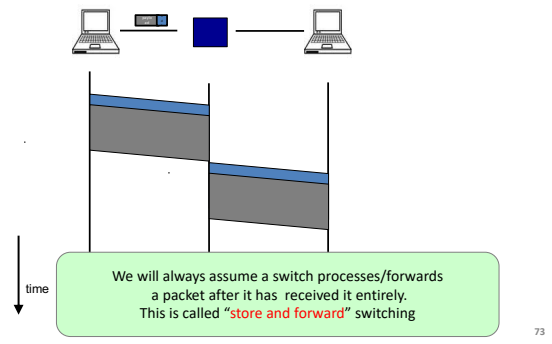 time
We will always assume a switch processes/forwards
a packet after it has received it entirely.
This is called “store and forward” switching
73